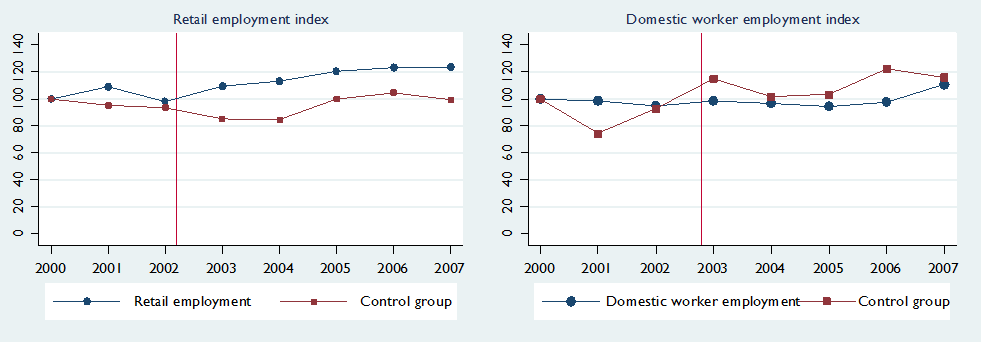 Retail employment index
140
120
100
80
60
40
20
0
2000 2001 2002 2003 2004 2005 2006 2007
Retail employment Control group
Domestic worker employment index
140
120
100
80
60
40
20
0
2000 2001 2002 2003 2004 2005 2006 2007
Domestic worker employment Control group